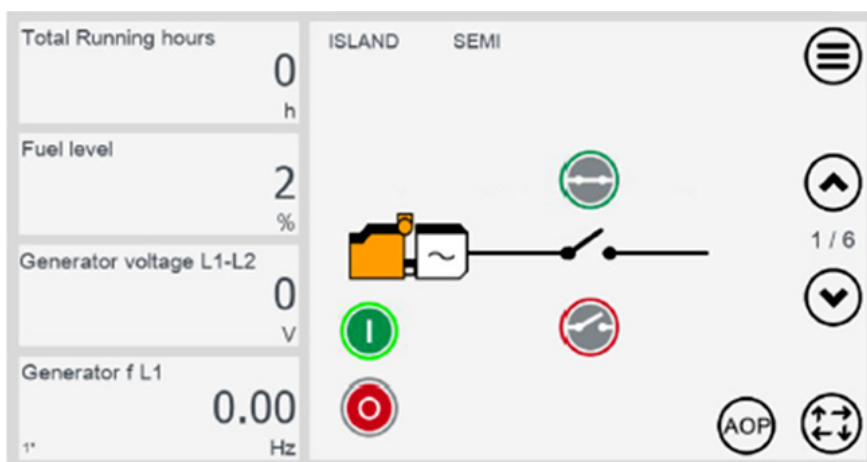 Total Running hours
0
h
Fuel level
2
%
Generator voltage L1-L2
0
V
Generator f L1
0.00
1*
Hz
ISLAND SEMI
1 / 6
I
O
AOP